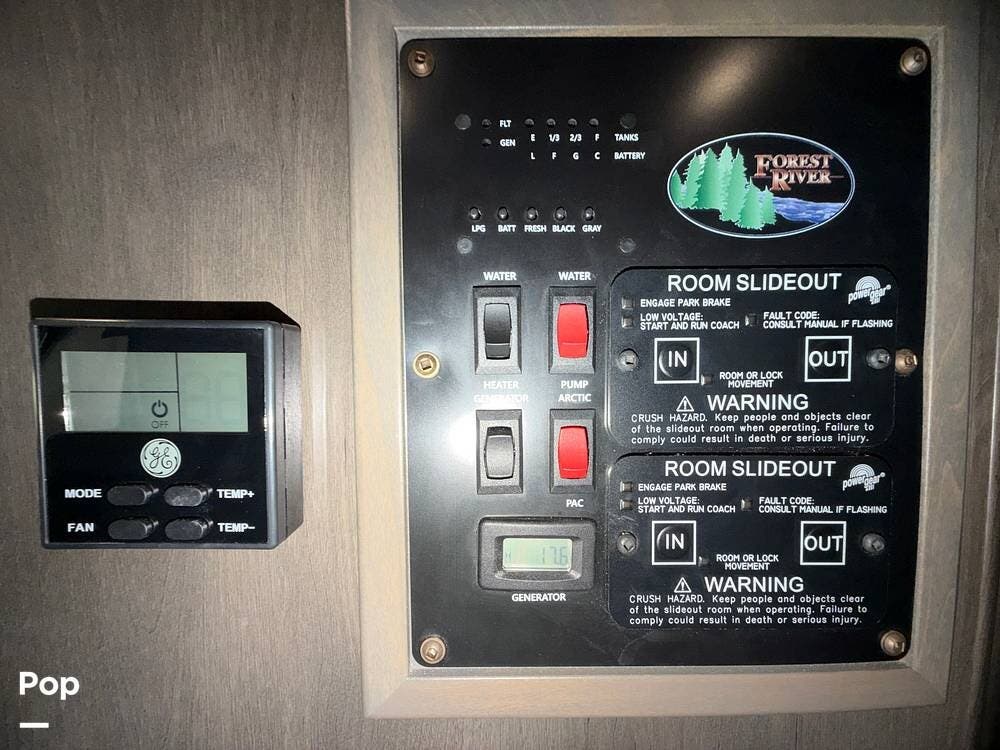 FLT E 1/3 2/3 F TANKS
GEN L F G C BATTERY
FOREST
RIVER
LPG BATT FRESH BLACK GRAY
WATER WATER
HEATER PUMP
GENERATOR ARCTIC
PAC
H 17.6
GENERATOR
ROOM SLIDEOUT
powergear®
ENGAGE PARK BRAKE
LOW VOLTAGE:
START AND RUN COACH
FAULT CODE:
CONSULT MANUAL IF FLASHING
IN OUT
ROOM OR LOCK
MOVEMENT
WARNING
CRUSH HAZARD. Keep people and objects clear
of the slideout room when operating. Failure to
comply could result in death or serious injury.
ROOM SLIDEOUT
powergear®
ENGAGE PARK BRAKE
LOW VOLTAGE:
START AND RUN COACH
FAULT CODE:
CONSULT MANUAL IF FLASHING
IN OUT
ROOM OR LOCK
MOVEMENT
WARNING
CRUSH HAZARD. Keep people and objects clear
of the slideout room when operating. Failure to
comply could result in death or serious injury.
OFF
GE
MODE TEMP+
FAN TEMP-
Pop